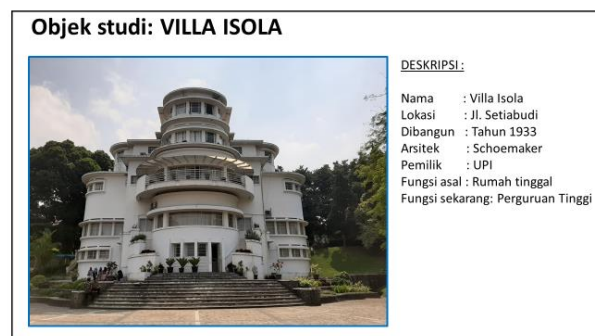 Objek studi: VILLA ISOLA
DESKRIPSI :
Nama : Villa Isola
Lokasi : Jl. Setiabudi
Dibangun : Tahun 1933
Arsitek : Schoemaker
Pemilik : UPI
Fungsi asal : Rumah tinggal
Fungsi sekarang: Perguruan Tinggi